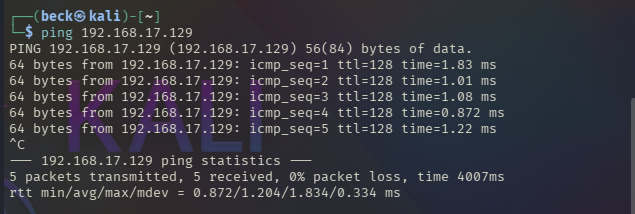 ┌──(beck㉿kali)-[~]
└─$ ping 192.168.17.129
PING 192.168.17.129 (192.168.17.129) 56(84) bytes of data.
64 bytes from 192.168.17.129: icmp_seq=1 ttl=128 time=1.83 ms
64 bytes from 192.168.17.129: icmp_seq=2 ttl=128 time=1.01 ms
64 bytes from 192.168.17.129: icmp_seq=3 ttl=128 time=1.08 ms
64 bytes from 192.168.17.129: icmp_seq=4 ttl=128 time=0.872 ms
64 bytes from 192.168.17.129: icmp_seq=5 ttl=128 time=1.22 ms
^C
--- 192.168.17.129 ping statistics ---
5 packets transmitted, 5 received, 0% packet loss, time 4007ms
rtt min/avg/max/mdev = 0.872/1.204/1.834/0.334 ms
KALI